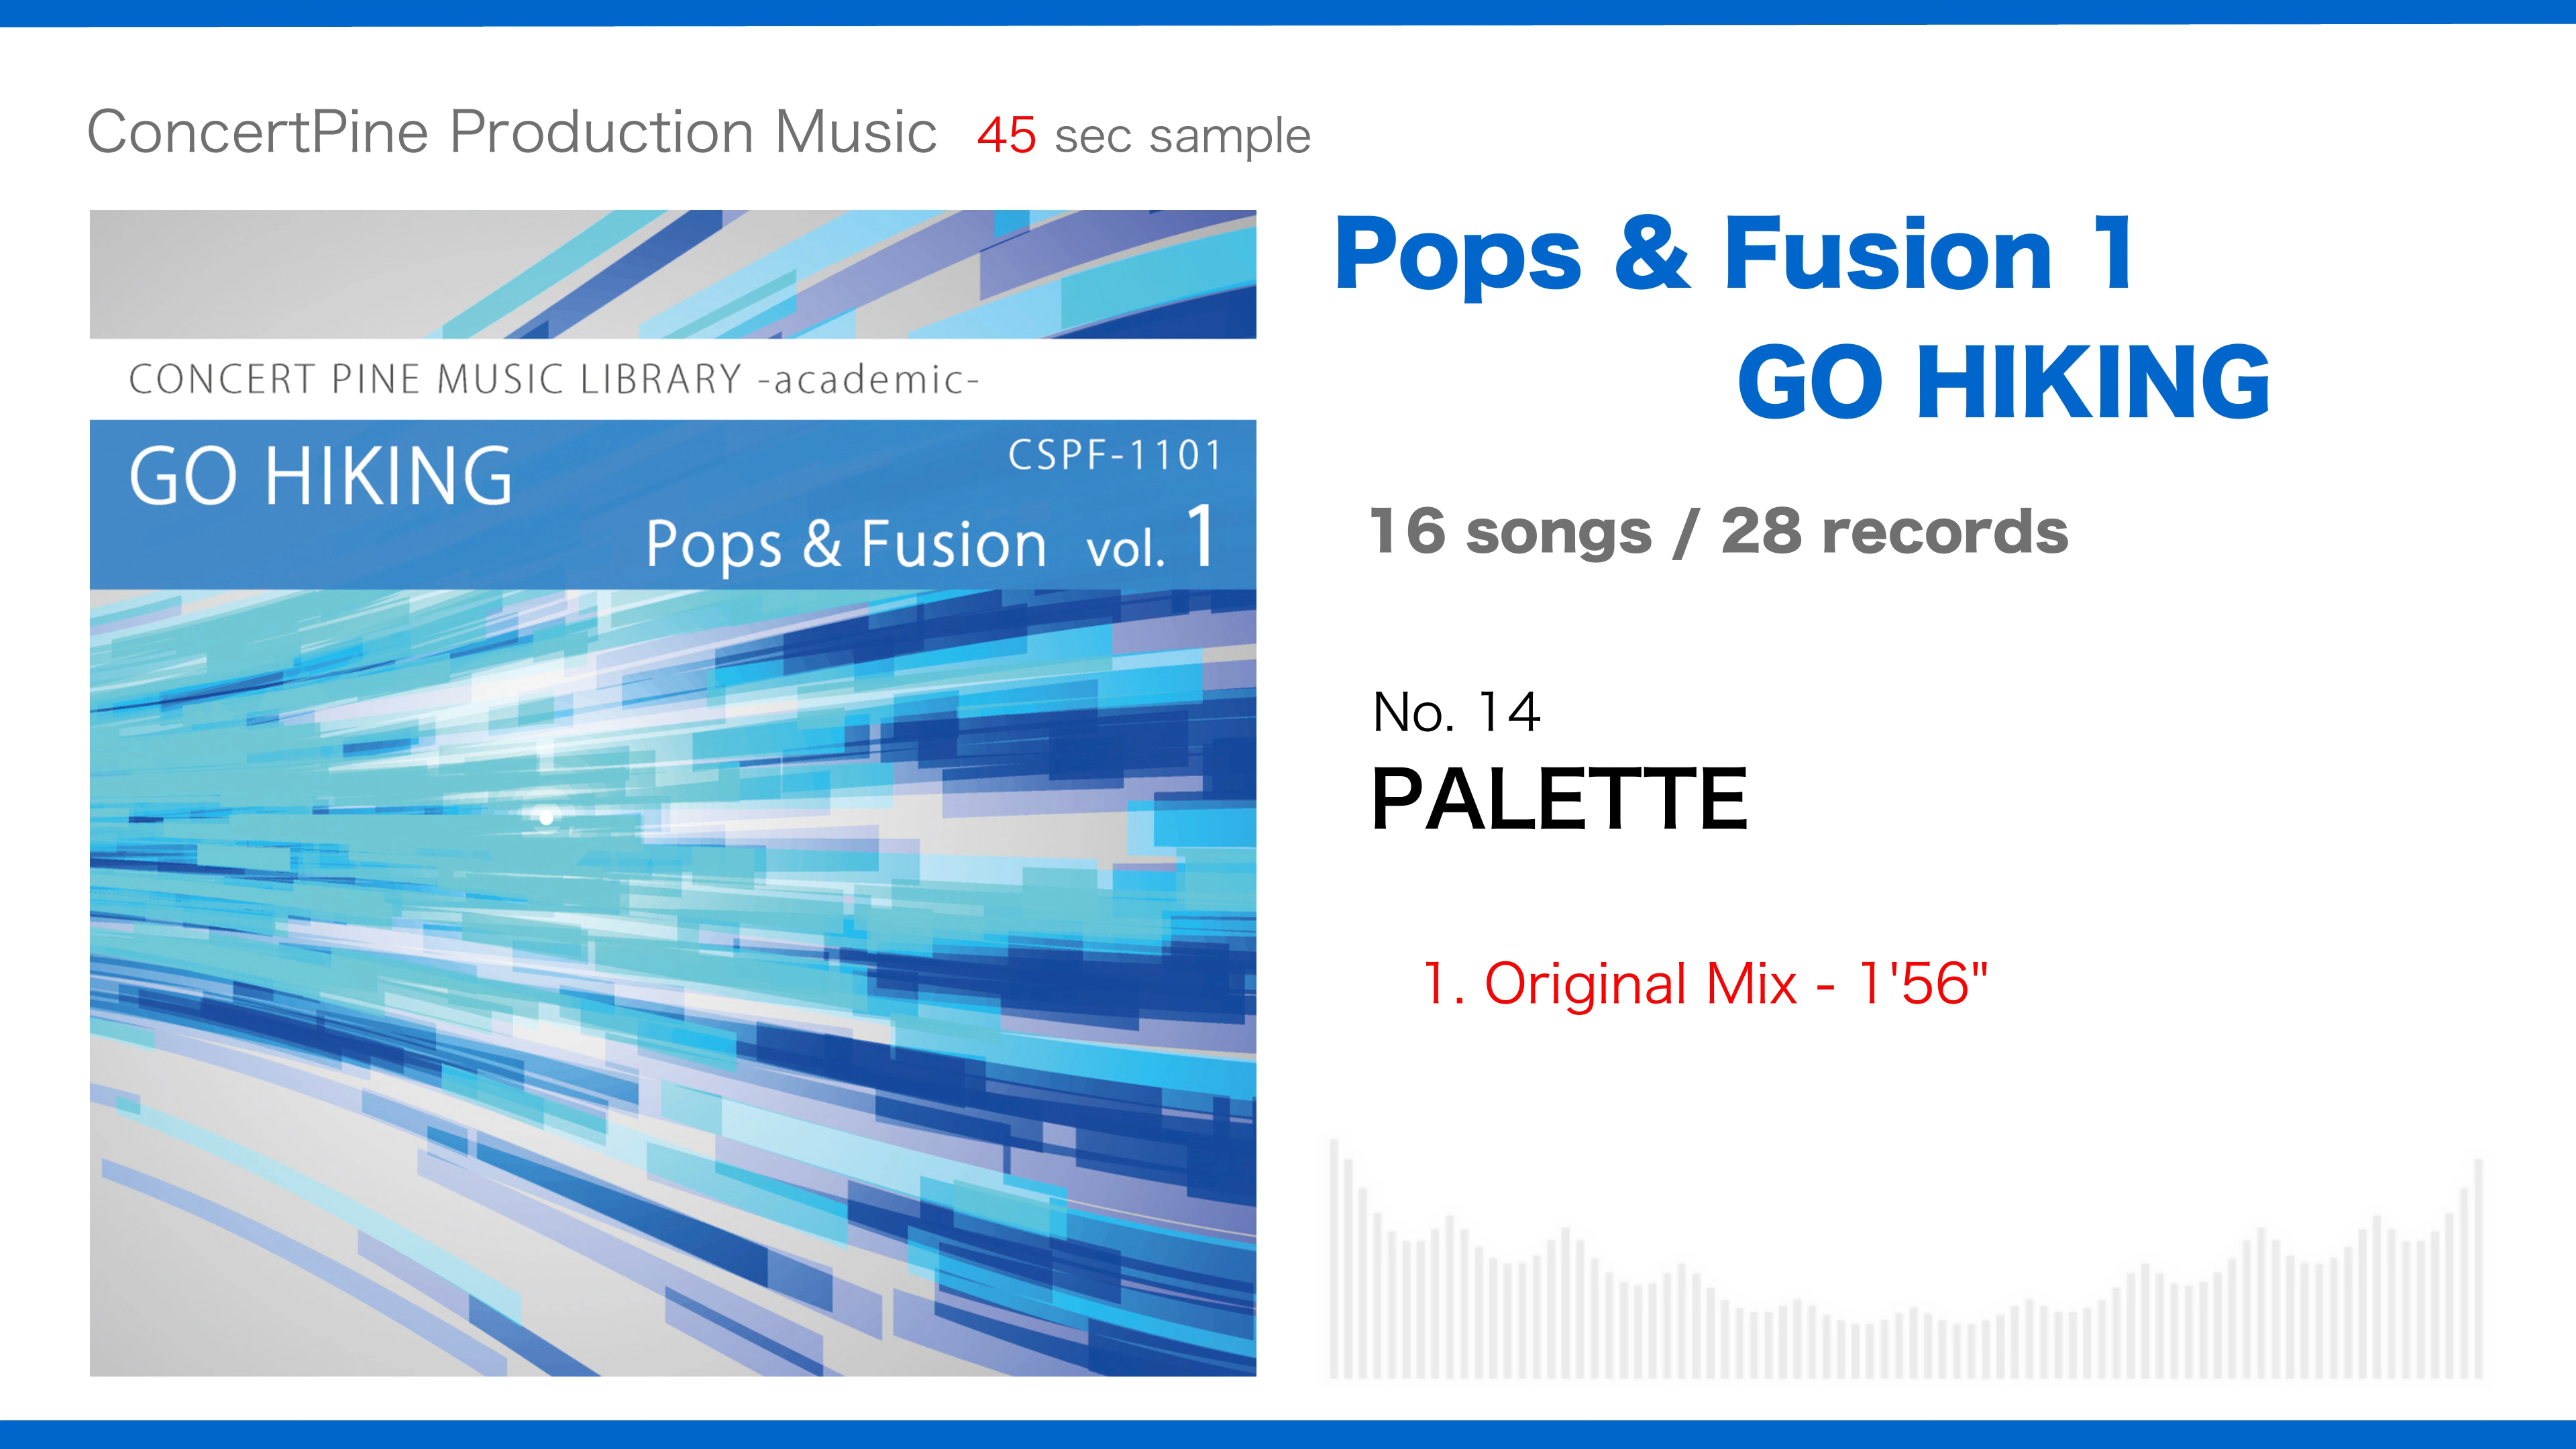 ConcertPine Production Music 45 sec sample
CONCERT PINE MUSIC LIBRARY -academic-
GO HIKING
CSPF-1101
Pops & Fusion vol. 1
Pops & Fusion 1
GO HIKING
16 songs / 28 records
No. 14
PALETTE
1. Original Mix - 1'56"